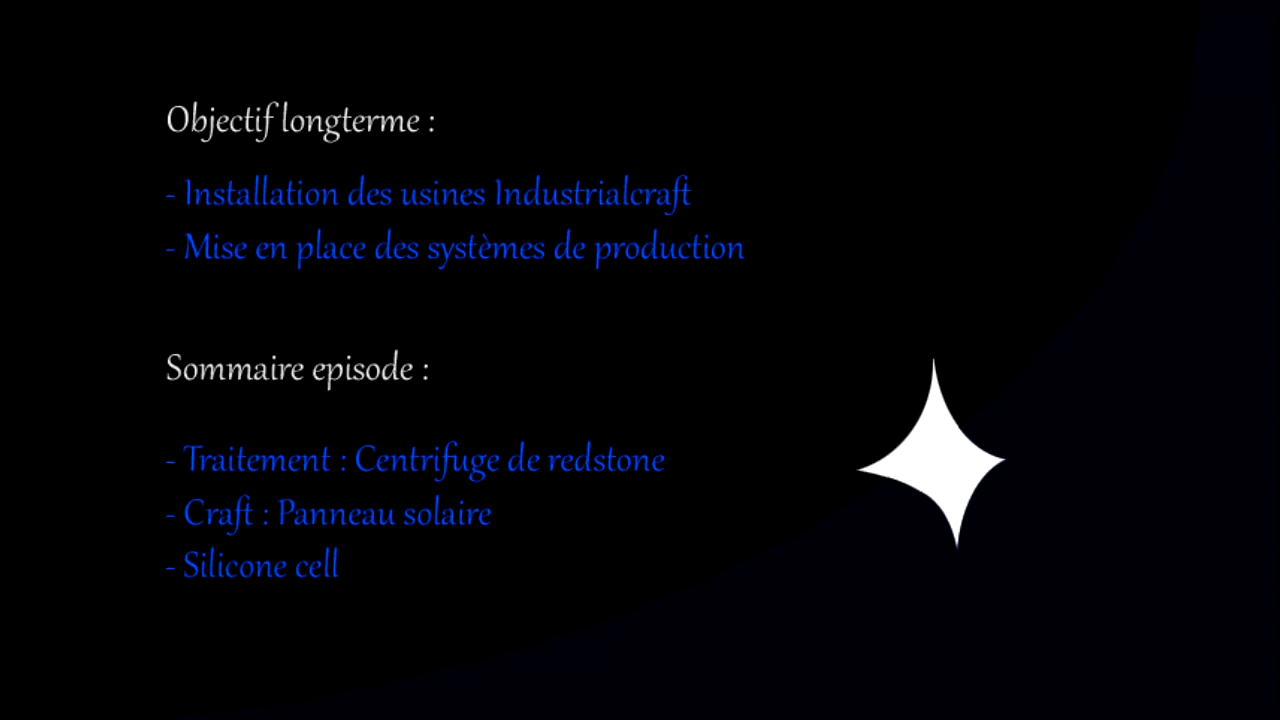 Objectif longterme :
- Installation des usines Industrialcraft
- Mise en place des systèmes de production
Sommaire episode :
- Traitement : Centrifuge de redstone
- Craft : Panneau solaire
- Silicone cell